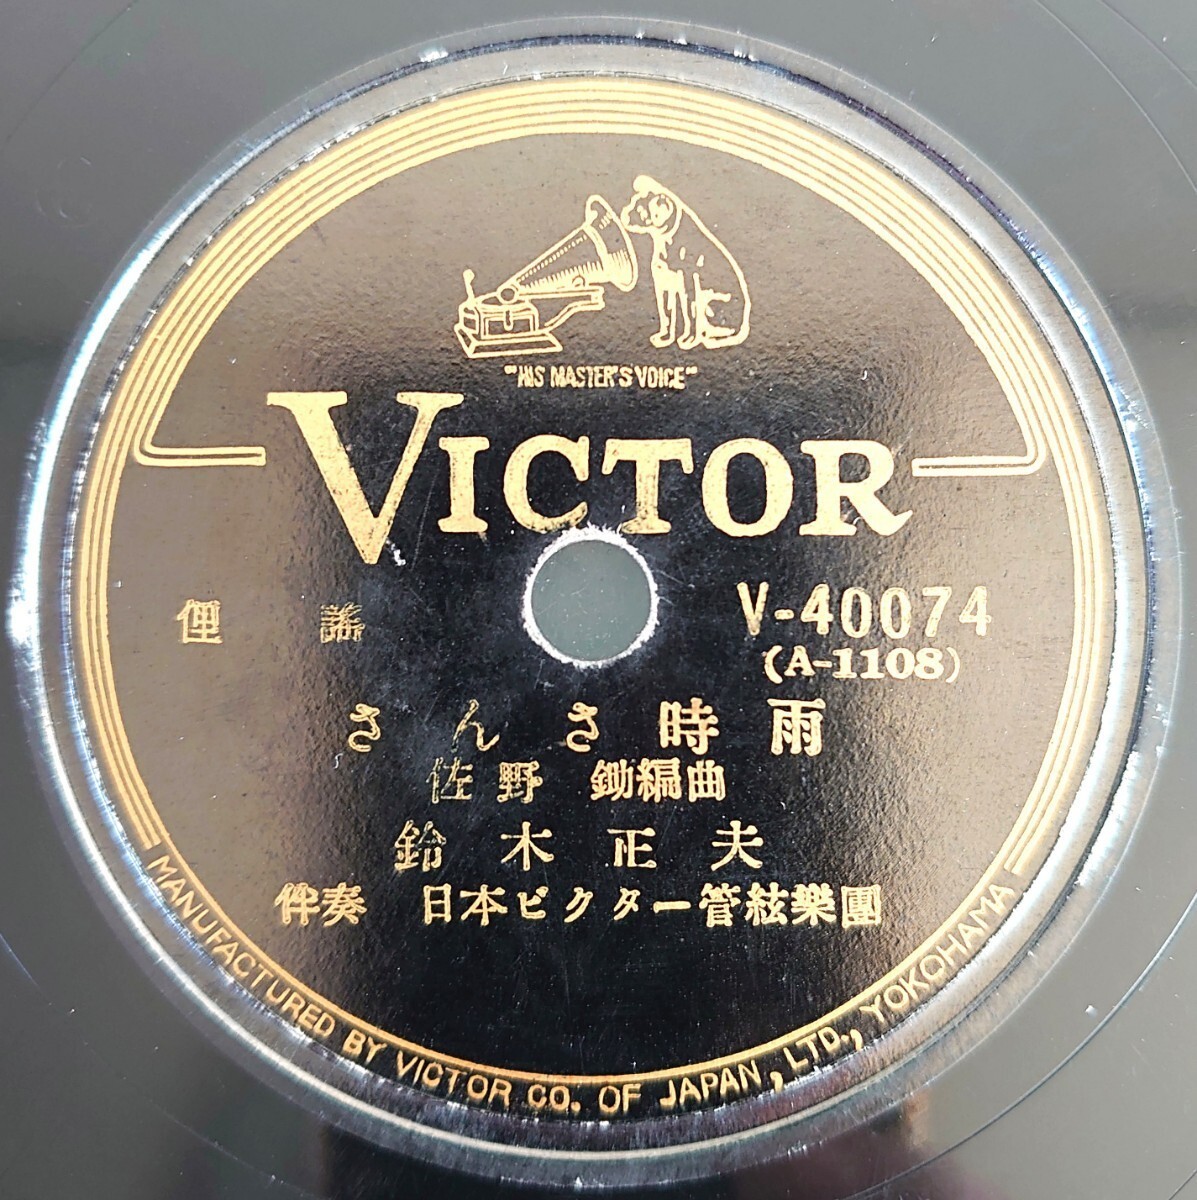 "HIS MASTER'S VOICE"
VICTOR
俚謡
V-40074
(A-1108)
さんさ時雨
佐野 鋤編曲
鈴木正夫
伴奏 日本ビクター管絃樂團
MANUFACTURED BY VICTOR CO. OF JAPAN, LTD., YOKOHAMA